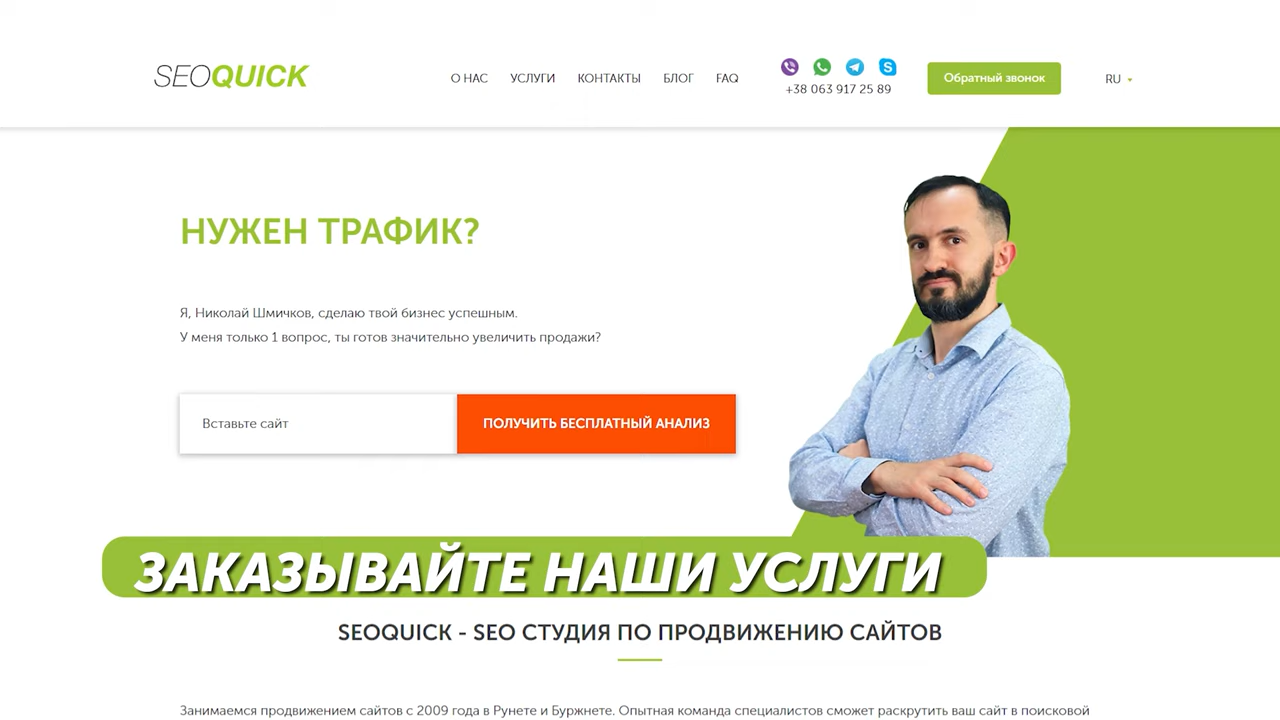 SEOQUICK
О НАС УСЛУГИ КОНТАКТЫ БЛОГ FAQ
+38 063 917 25 89
Обратный звонок
RU
НУЖЕН ТРАФИК?
Я, Николай Шмичков, сделаю твой бизнес успешным.
У меня только 1 вопрос, ты готов значительно увеличить продажи?
Вставьте сайт
ПОЛУЧИТЬ БЕСПЛАТНЫЙ АНАЛИЗ
ЗАКАЗЫВАЙТЕ НАШИ УСЛУГИ
SEOQUICK - SEO СТУДИЯ ПО ПРОДВИЖЕНИЮ САЙТОВ
Занимаемся продвижением сайтов с 2009 года в Рунете и Буржнете. Опытная команда специалистов сможет раскрутить ваш сайт в поисковой